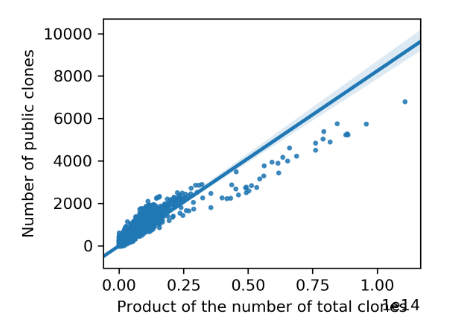 10000
8000
6000
4000
2000
0
Number of public clones
0.00 0.25 0.50 0.75 1.00
Product of the number of total clones
1e14